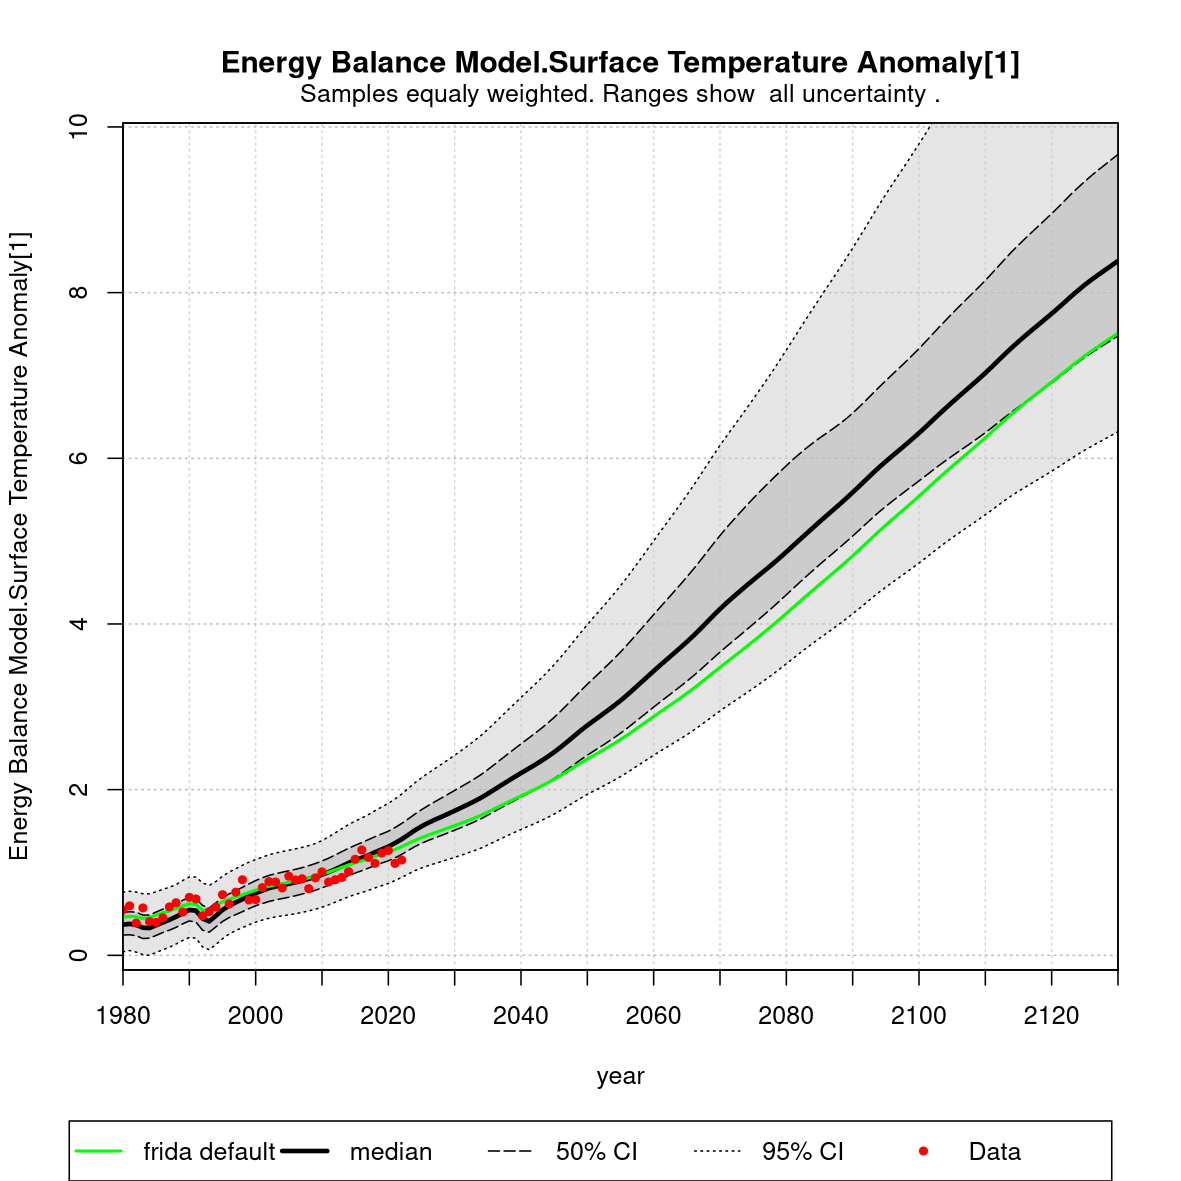 Energy Balance Model.Surface Temperature Anomaly[1]
Samples equaly weighted. Ranges show  all uncertainty .
Energy Balance Model.Surface Temperature Anomaly[1]
10
8
6
4
2
0
1980 2000 2020 2040 2060 2080 2100 2120
year
frida default median 50% CI 95% CI Data